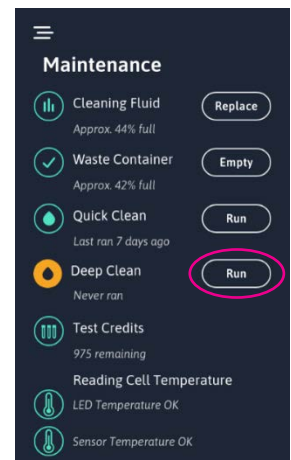 Maintenance
Cleaning Fluid Replace
Approx. 44% full
Waste Container Empty
Approx. 42% full
Quick Clean Run
Last ran 7 days ago
Deep Clean Run
Never ran
Test Credits
975 remaining
Reading Cell Temperature
LED Temperature OK
Sensor Temperature OK